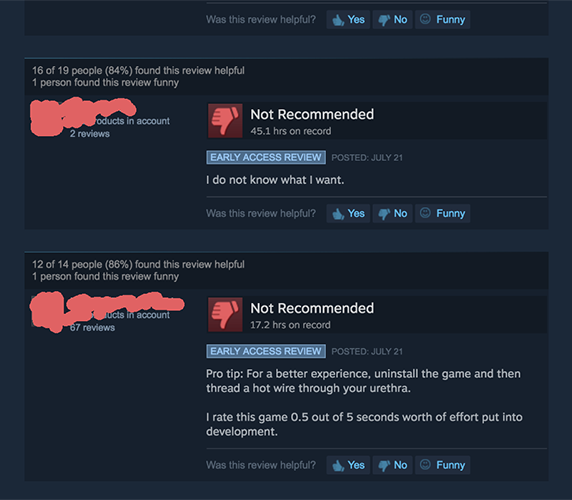 Was this review helpful? Yes No Funny
16 of 19 people (84%) found this review helpful
1 person found this review funny
Not Recommended
45.1 hrs on record
in account
2 reviews
EARLY ACCESS REVIEW POSTED: JULY 21
I do not know what I want.
Was this review helpful? Yes No Funny
12 of 14 people (86%) found this review helpful
1 person found this review funny
Not Recommended
17.2 hrs on record
in account
67 reviews
EARLY ACCESS REVIEW POSTED: JULY 21
Pro tip: For a better experience, uninstall the game and then
thread a hot wire through your urethra.
I rate this game 0.5 out of 5 seconds worth of effort put into
development.
Was this review helpful? Yes No Funny